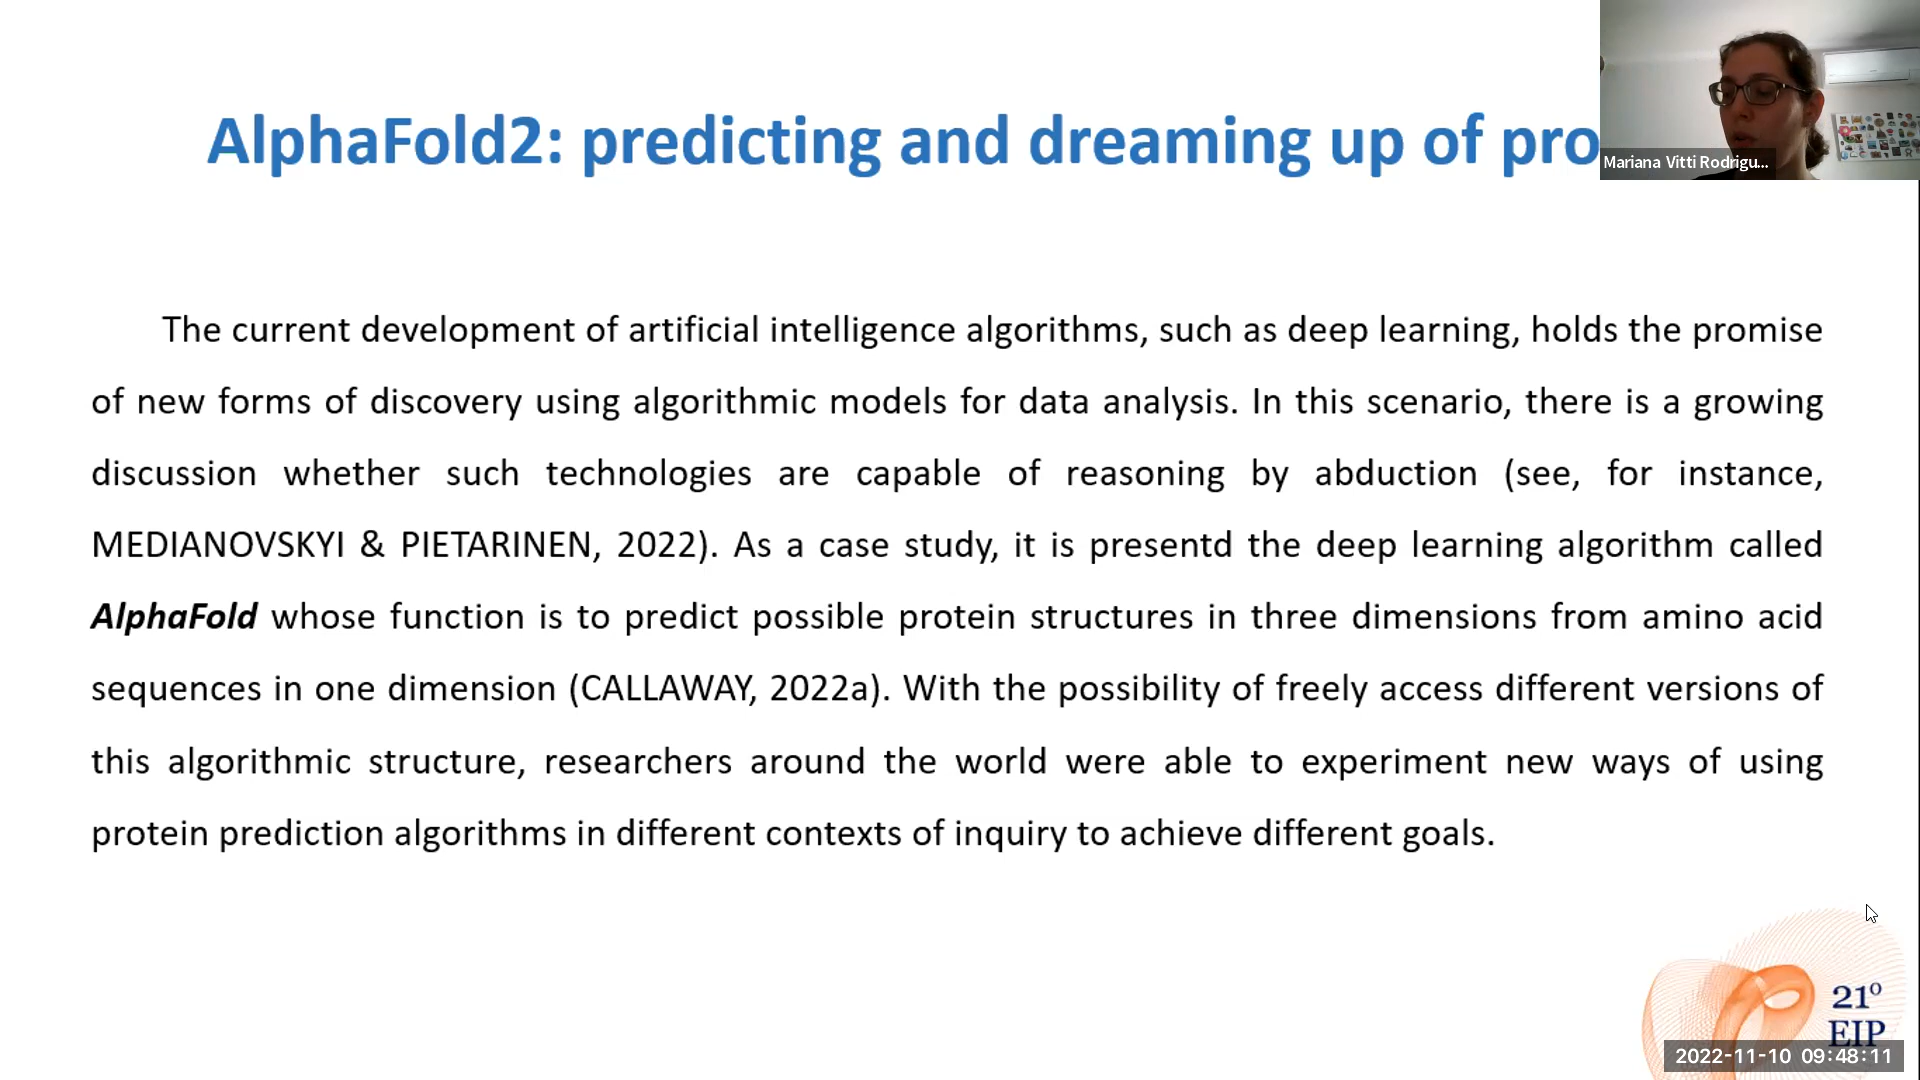 AlphaFold2: predicting and dreaming up of pro
Mariana Vitti Rodrigu...
The current development of artificial intelligence algorithms, such as deep learning, holds the promise
of new forms of discovery using algorithmic models for data analysis. In this scenario, there is a growing
discussion whether such technologies are capable of reasoning by abduction (see, for instance,
MEDIANOVSKYI & PIETARINEN, 2022). As a case study, it is presentd the deep learning algorithm called
AlphaFold whose function is to predict possible protein structures in three dimensions from amino acid
sequences in one dimension (CALLAWAY, 2022a). With the possibility of freely access different versions of
this algorithmic structure, researchers around the world were able to experiment new ways of using
protein prediction algorithms in different contexts of inquiry to achieve different goals.
21º
EIP
2022-11-10 09:48:11